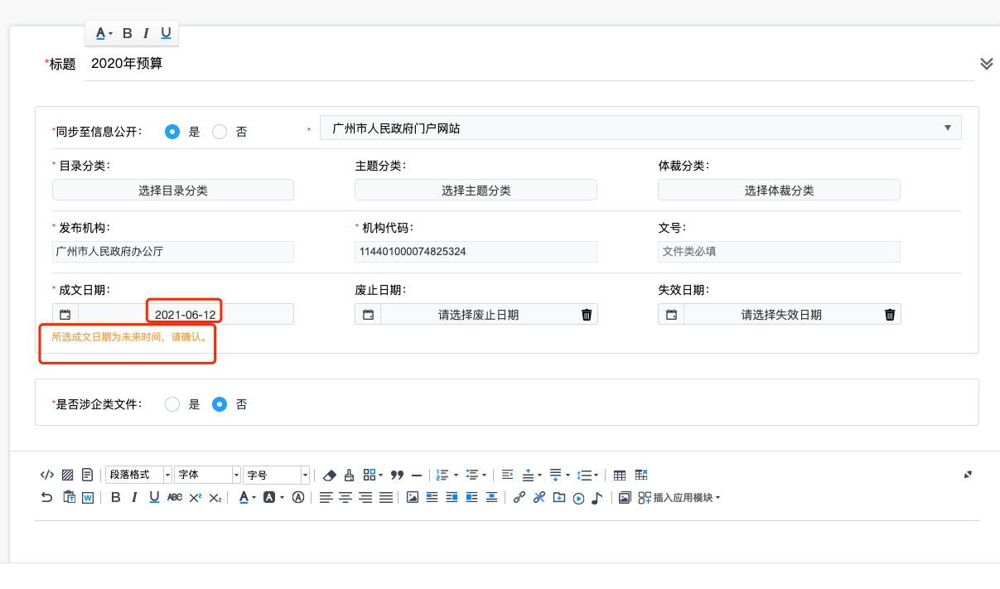 A B I U
*标题 2020年预算
*同步至信息公开: 是 否 * 广州市人民政府门户网站
* 目录分类: 主题分类: 体裁分类:
选择目录分类 选择主题分类 选择体裁分类
* 发布机构: * 机构代码: 文号:
广州市人民政府办公厅 114401000074825324 文件类必填
* 成文日期: 废止日期: 失效日期:
2021-06-12 请选择废止日期 请选择失效日期
所选成文日期为未来时间，请确认。
*是否涉企类文件: 是 否
段落格式 字体 字号
B I U ABC X² X₂ A A A 插入应用模块